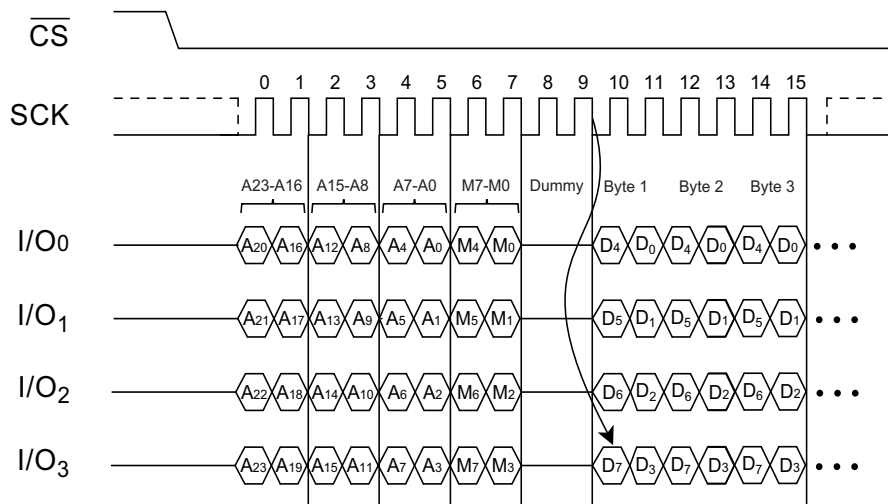 CS
0 1 2 3 4 5 6 7 8 9 10 11 12 13 14 15
SCK
A23-A16 A15-A8 A7-A0 M7-M0 Dummy Byte 1 Byte 2 Byte 3
I/O0 A20 A16 A12 A8 A4 A0 M4 M0 D4 D0 D4 D0 D4 D0 • • •
I/O1 A21 A17 A13 A9 A5 A1 M5 M1 D5 D1 D5 D1 D5 D1 • • •
I/O2 A22 A18 A14 A10 A6 A2 M6 M2 D6 D2 D6 D2 D6 D2 • • •
I/O3 A23 A19 A15 A11 A7 A3 M7 M3 D7 D3 D7 D3 D7 D3 • • •